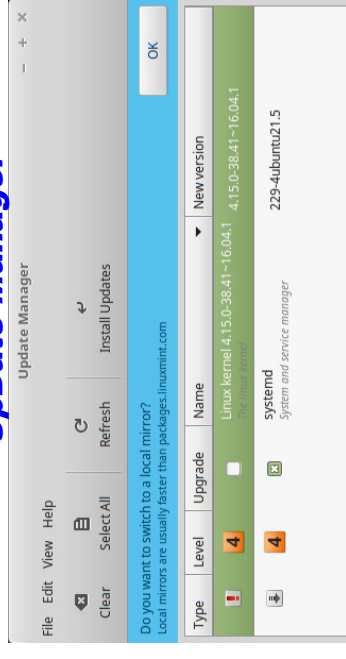 Update Manager
Update Manager
File Edit View Help
Clear Select All Refresh Install Updates
Do you want to switch to a local mirror?
Local mirrors are usually faster than packages.linuxmint.com
OK
Type Level Upgrade Name New version
4 Linux kernel 4.15.0-38.41~16.04.1 4.15.0-38.41~16.04.1
The linux kernel
4 systemd 229-4ubuntu21.5
System and service manager